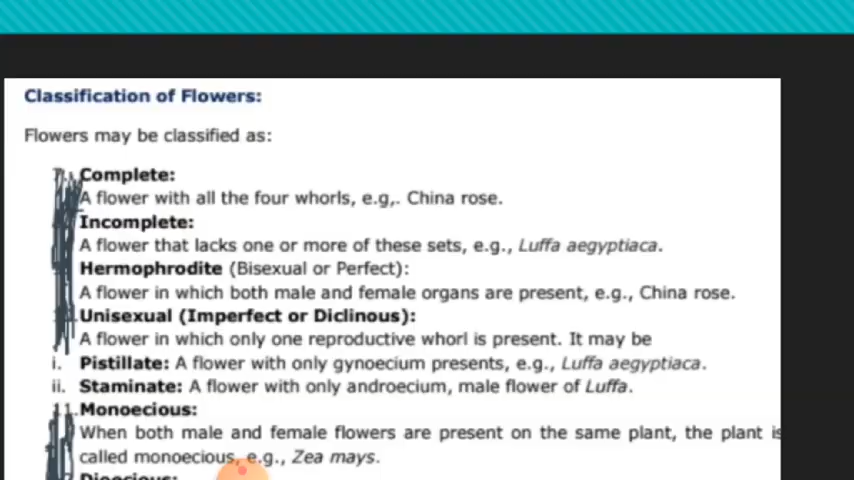 Classification of Flowers:
Flowers may be classified as:
Complete:
A flower with all the four whorls, e.g,. China rose.
Incomplete:
A flower that lacks one or more of these sets, e.g., Luffa aegyptiaca.
Hermophrodite (Bisexual or Perfect):
A flower in which both male and female organs are present, e.g., China rose.
Unisexual (Imperfect or Diclinous):
A flower in which only one reproductive whorl is present. It may be
i. Pistillate: A flower with only gynoecium presents, e.g., Luffa aegyptiaca.
ii. Staminate: A flower with only androecium, male flower of Luffa.
11. Monoecious:
When both male and female flowers are present on the same plant, the plant is
called monoecious, e.g., Zea mays.
Dioecious: